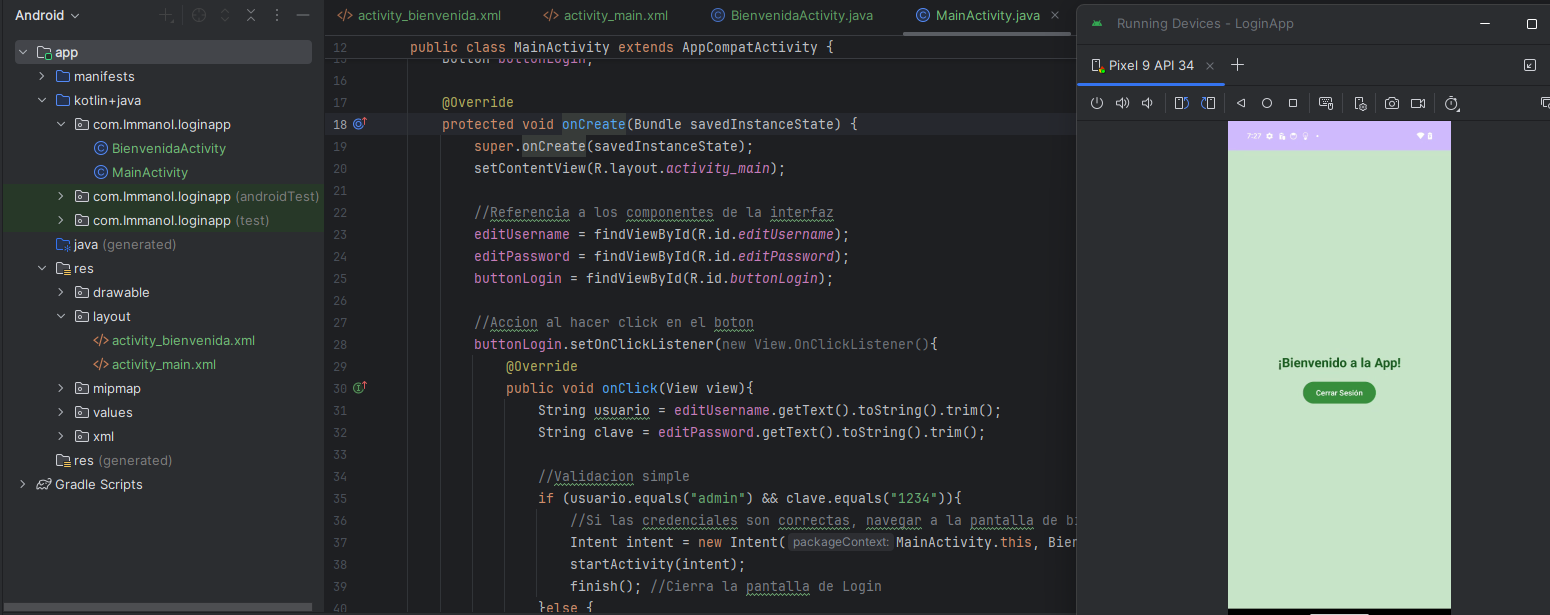 Android
app
manifests
kotlin+java
com.lmmanol.loginapp
BienvenidaActivity
MainActivity
com.lmmanol.loginapp (androidTest)
com.lmmanol.loginapp (test)
java (generated)
res
drawable
layout
activity_bienvenida.xml
activity_main.xml
mipmap
values
xml
res (generated)
Gradle Scripts
activity_bienvenida.xml
activity_main.xml
BienvenidaActivity.java
MainActivity.java
12 public class MainActivity extends AppCompatActivity {
15 Button buttonLogin;
16
17 @Override
18 protected void onCreate(Bundle savedInstanceState) {
19 super.onCreate(savedInstanceState);
20 setContentView(R.layout.activity_main);
21
22 //Referencia a los componentes de la interfaz
23 editUsername = findViewById(R.id.editUsername);
24 editPassword = findViewById(R.id.editPassword);
25 buttonLogin = findViewById(R.id.buttonLogin);
26
27 //Accion al hacer click en el boton
28 buttonLogin.setOnClickListener(new View.OnClickListener(){
29 @Override
30 public void onClick(View view){
31 String usuario = editUsername.getText().toString().trim();
32 String clave = editPassword.getText().toString().trim();
33
34 //Validacion simple
35 if (usuario.equals("admin") && clave.equals("1234")){
36 //Si las credenciales son correctas, navegar a la pantalla de bi
37 Intent intent = new Intent( packageContext: MainActivity.this, Bien
38 startActivity(intent);
39 finish(); //Cierra la pantalla de Login
40 }else {
Running Devices - LoginApp
Pixel 9 API 34
7:27
¡Bienvenido a la App!
Cerrar Sesión